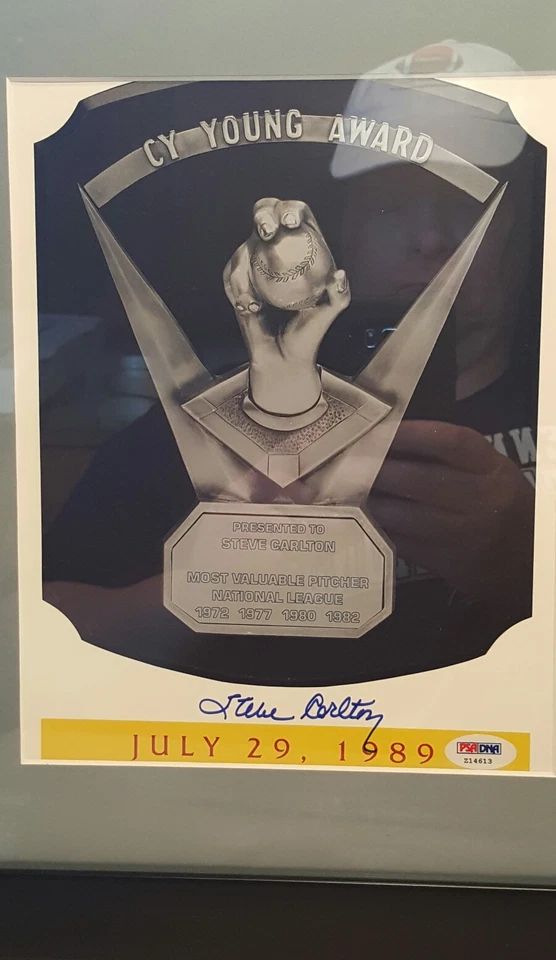 CY YOUNG AWARD
PRESENTED TO
STEVE CARLTON
MOST VALUABLE PITCHER
NATIONAL LEAGUE
1972 1977 1980 1982
Steve Carlton
JULY 29, 1989
PSA DNA
Z14613